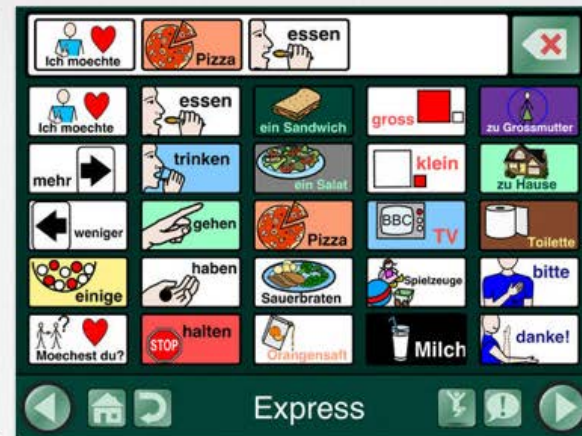 Ich moechte Pizza essen
Ich moechte essen ein Sandwich gross zu Grossmutter
mehr trinken ein Salat klein zu Hause
weniger gehen Pizza BBC TV Toilette
einige haben Sauerbraten Spielzeuge bitte
Moechest du? halten STOP Orangensaft Milch danke!
Express